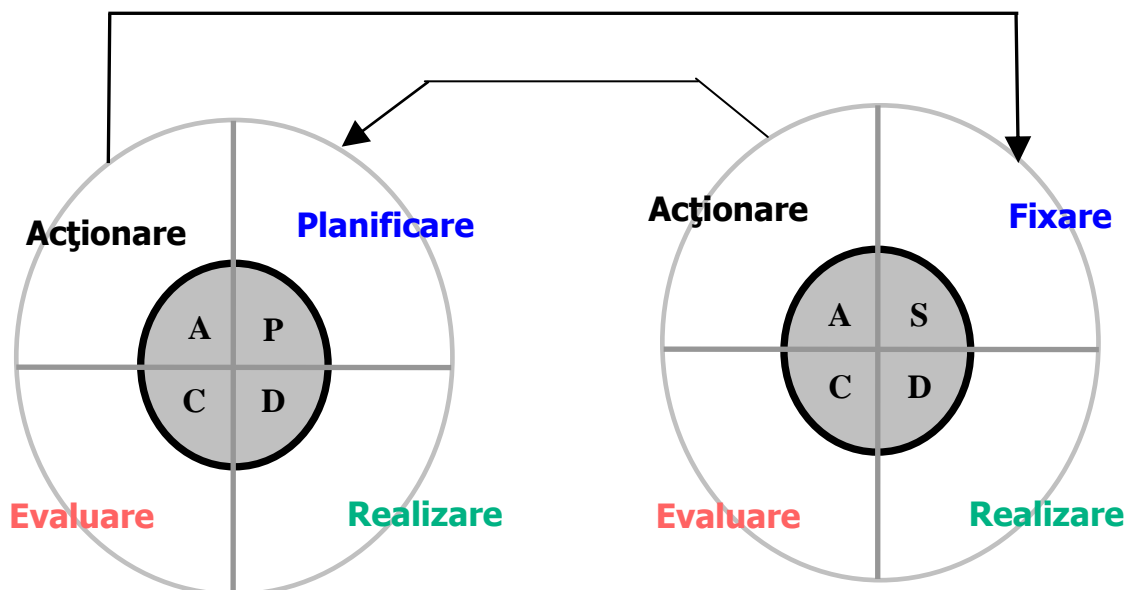 Acţionare
Planificare
A
P
C
D
Evaluare
Realizare
Acţionare
Fixare
A
S
C
D
Evaluare
Realizare